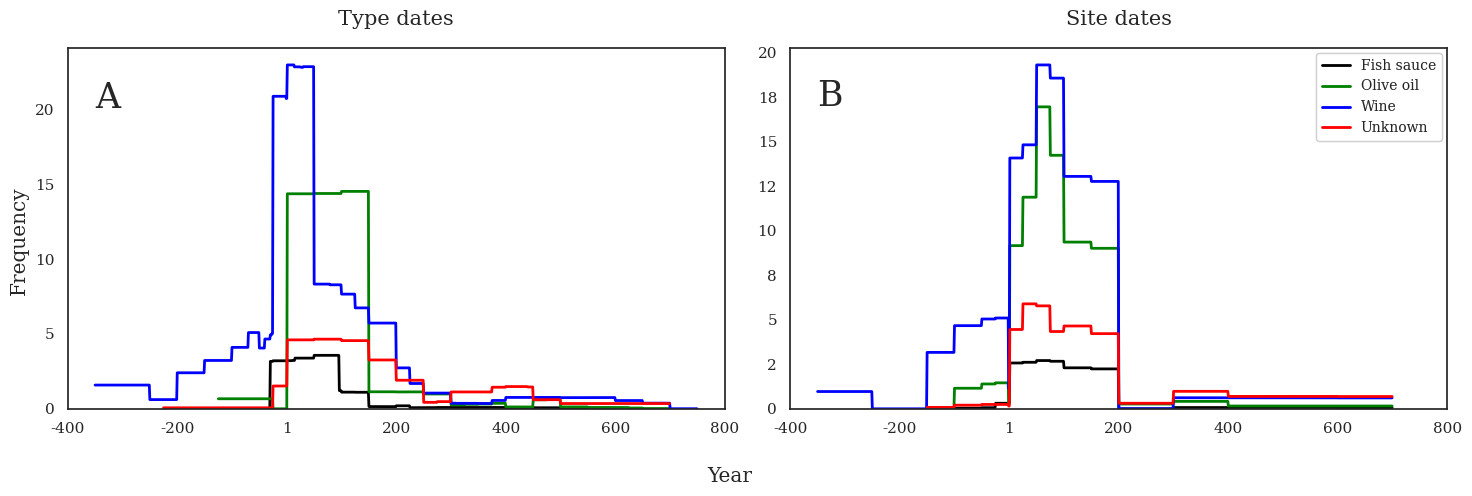 Type dates
Site dates
A
B
Fish sauce
Olive oil
Wine
Unknown
Frequency
20
15
10
5
0
20
18
15
12
10
8
5
2
0
-400 -200 1 200 400 600 800
-400 -200 1 200 400 600 800
Year